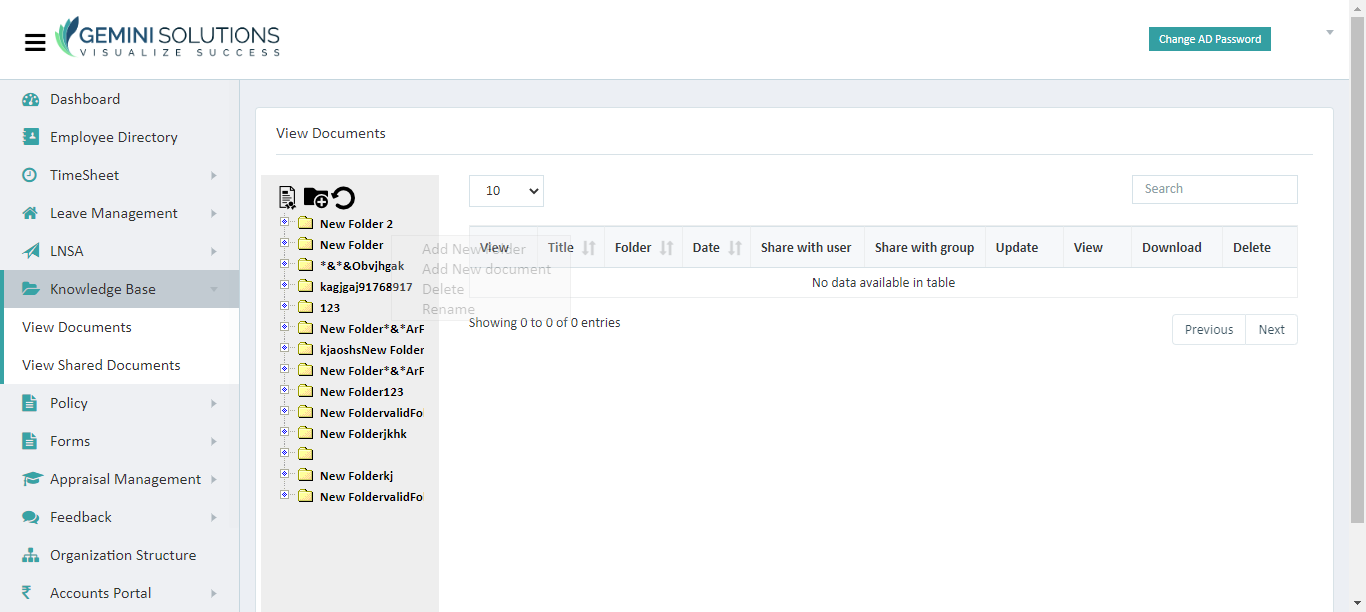 GEMINI SOLUTIONS
VISUALIZE SUCCESS
Change AD Password
Dashboard
Employee Directory
TimeSheet
Leave Management
LNSA
Knowledge Base
View Documents
View Shared Documents
Policy
Forms
Appraisal Management
Feedback
Organization Structure
Accounts Portal
View Documents
New Folder 2
New Folder
*&*&Obvjhgak
kagjgaj91768917
123
New Folder*&*ArF
kjaoshsNew Folder
New Folder*&*ArF
New Folder123
New FoldervalidFo
New Folderjkhk
New Folderkj
New FoldervalidFo
Add New Folder
Add New document
Delete
Rename
10
Search
View Title Folder Date Share with user Share with group Update View Download Delete
No data available in table
Showing 0 to 0 of 0 entries
Previous Next